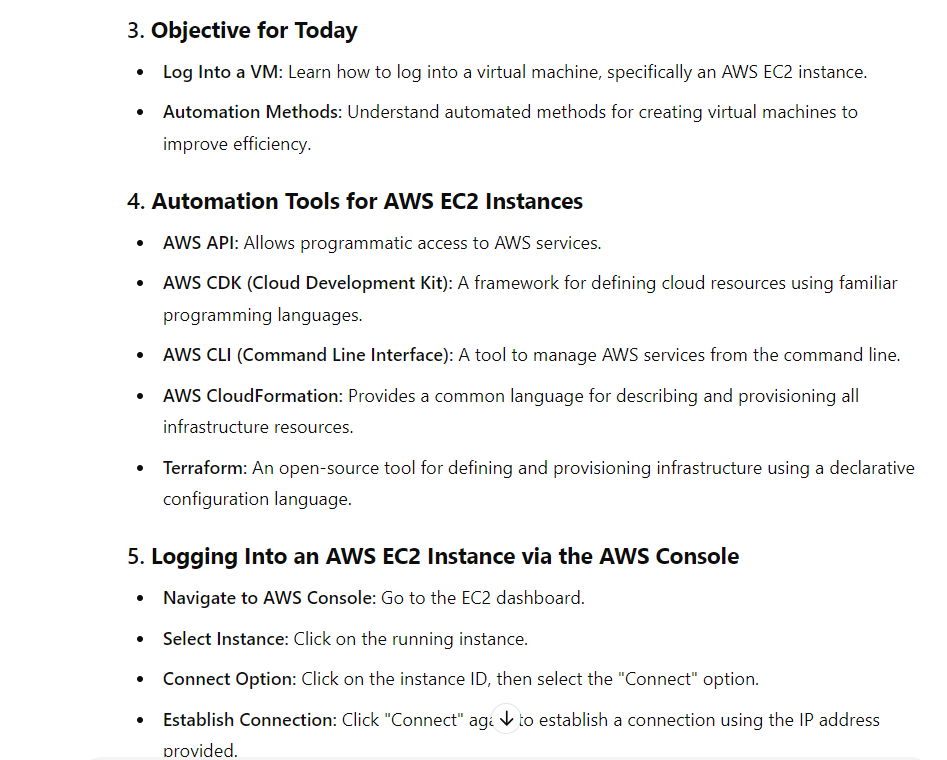 3. Objective for Today
• Log Into a VM: Learn how to log into a virtual machine, specifically an AWS EC2 instance.
• Automation Methods: Understand automated methods for creating virtual machines to
improve efficiency.
4. Automation Tools for AWS EC2 Instances
• AWS API: Allows programmatic access to AWS services.
• AWS CDK (Cloud Development Kit): A framework for defining cloud resources using familiar
programming languages.
• AWS CLI (Command Line Interface): A tool to manage AWS services from the command line.
• AWS CloudFormation: Provides a common language for describing and provisioning all
infrastructure resources.
• Terraform: An open-source tool for defining and provisioning infrastructure using a declarative
configuration language.
5. Logging Into an AWS EC2 Instance via the AWS Console
• Navigate to AWS Console: Go to the EC2 dashboard.
• Select Instance: Click on the running instance.
• Connect Option: Click on the instance ID, then select the "Connect" option.
• Establish Connection: Click "Connect" to establish a connection using the IP address
provided.